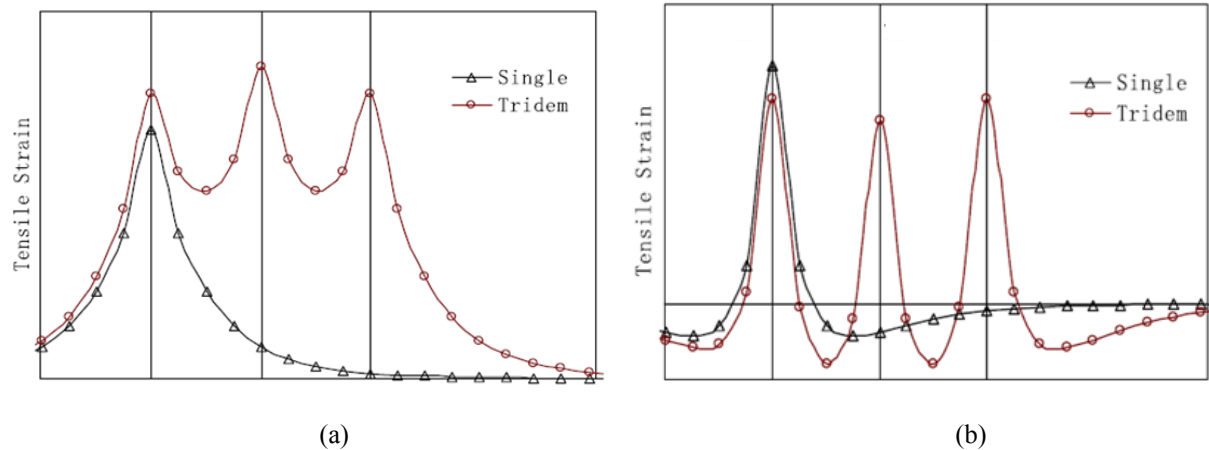 Tensile Strain
Single
Tridem
(a)
Tensile Strain
Single
Tridem
(b)